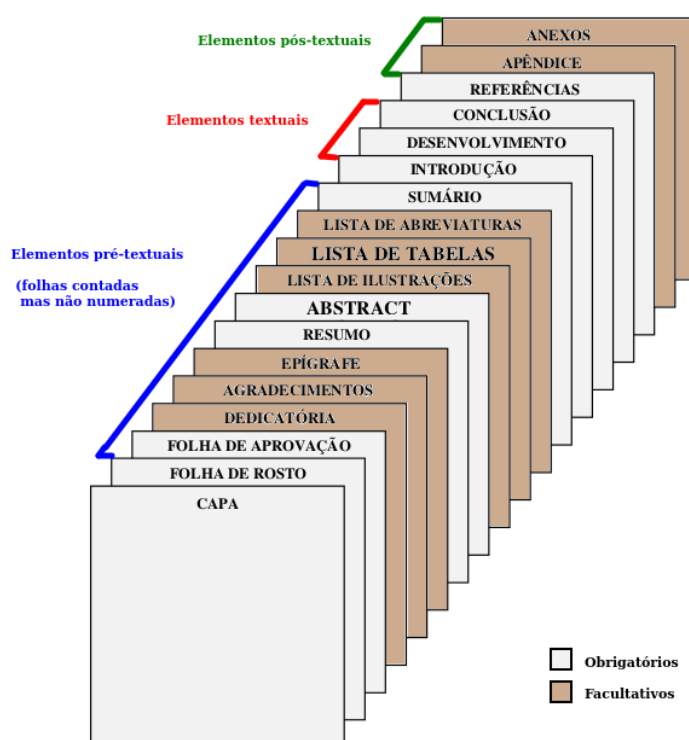 Elementos pós-textuais
ANEXOS
APÊNDICE
REFERÊNCIAS
Elementos textuais
CONCLUSÃO
DESENVOLVIMENTO
INTRODUÇÃO
SUMÁRIO
Elementos pré-textuais
(folhas contadas
mas não numeradas)
LISTA DE ABREVIATURAS
LISTA DE TABELAS
LISTA DE ILUSTRAÇÕES
ABSTRACT
RESUMO
EPÍGRAFE
AGRADECIMENTOS
DEDICATÓRIA
FOLHA DE APROVAÇÃO
FOLHA DE ROSTO
CAPA
Obrigatórios
Facultativos